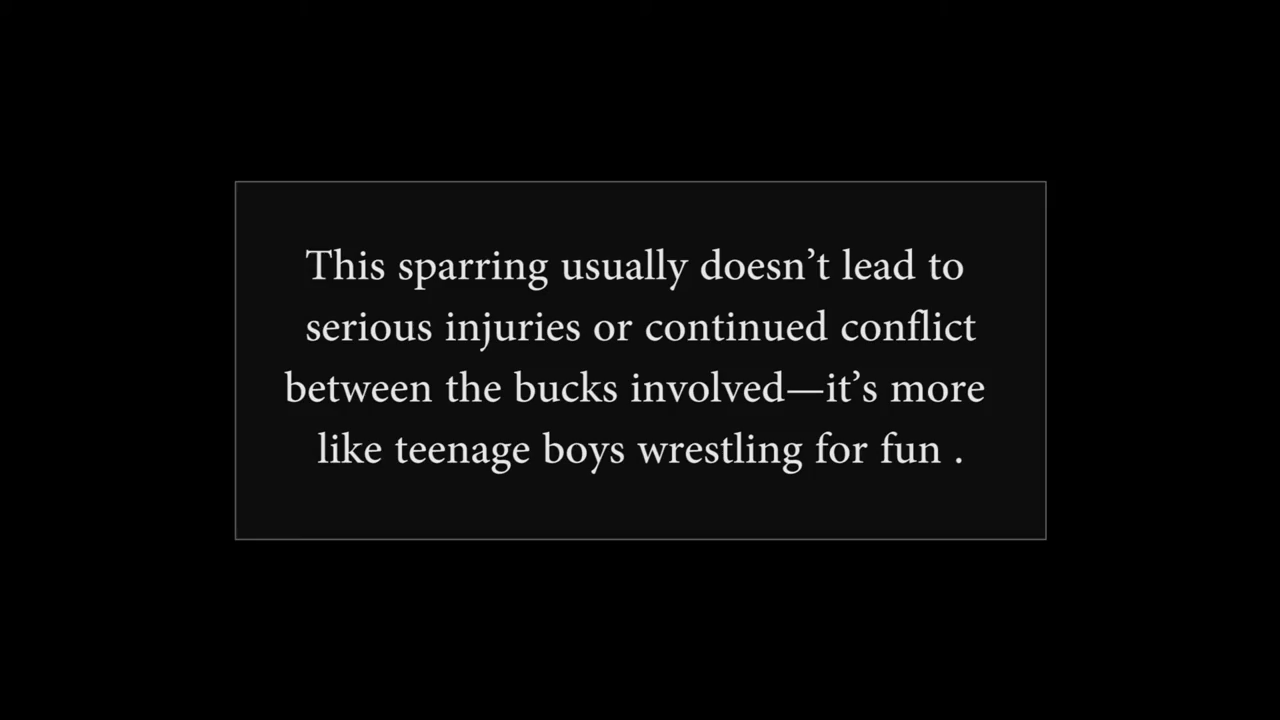 This sparring usually doesn’t lead to
serious injuries or continued conflict
between the bucks involved—it’s more
like teenage boys wrestling for fun .